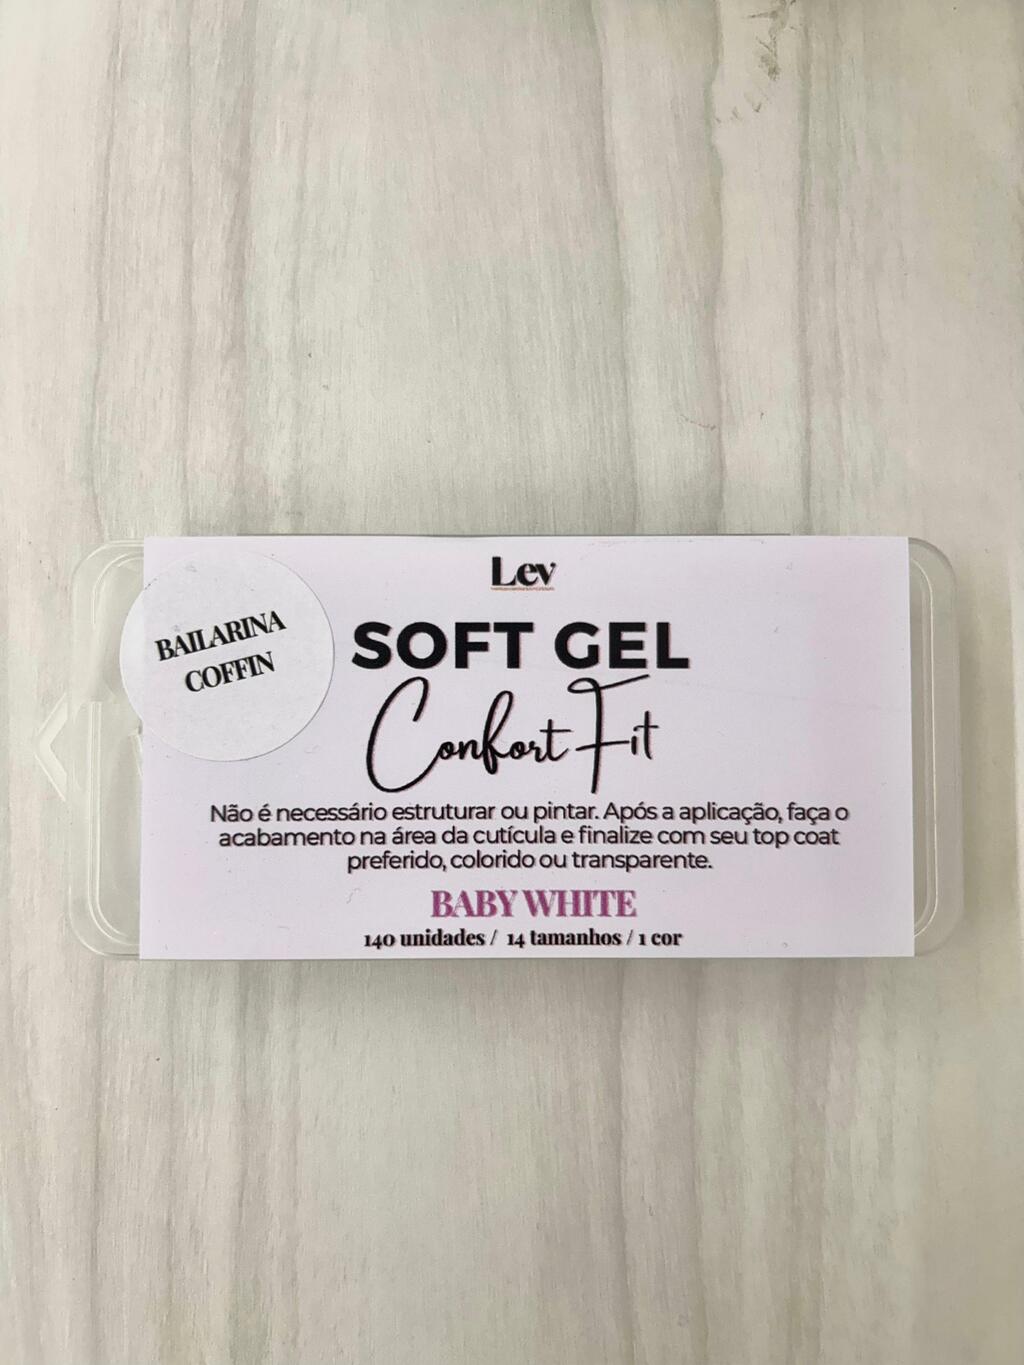 Lev
BAILARINA
COFFIN
SOFT GEL
Confort Fit
Não é necessário estruturar ou pintar. Após a aplicação, faça o
acabamento na área da cutícula e finalize com seu top coat
preferido, colorido ou transparente.
BABY WHITE
140 unidades / 14 tamanhos / 1 cor